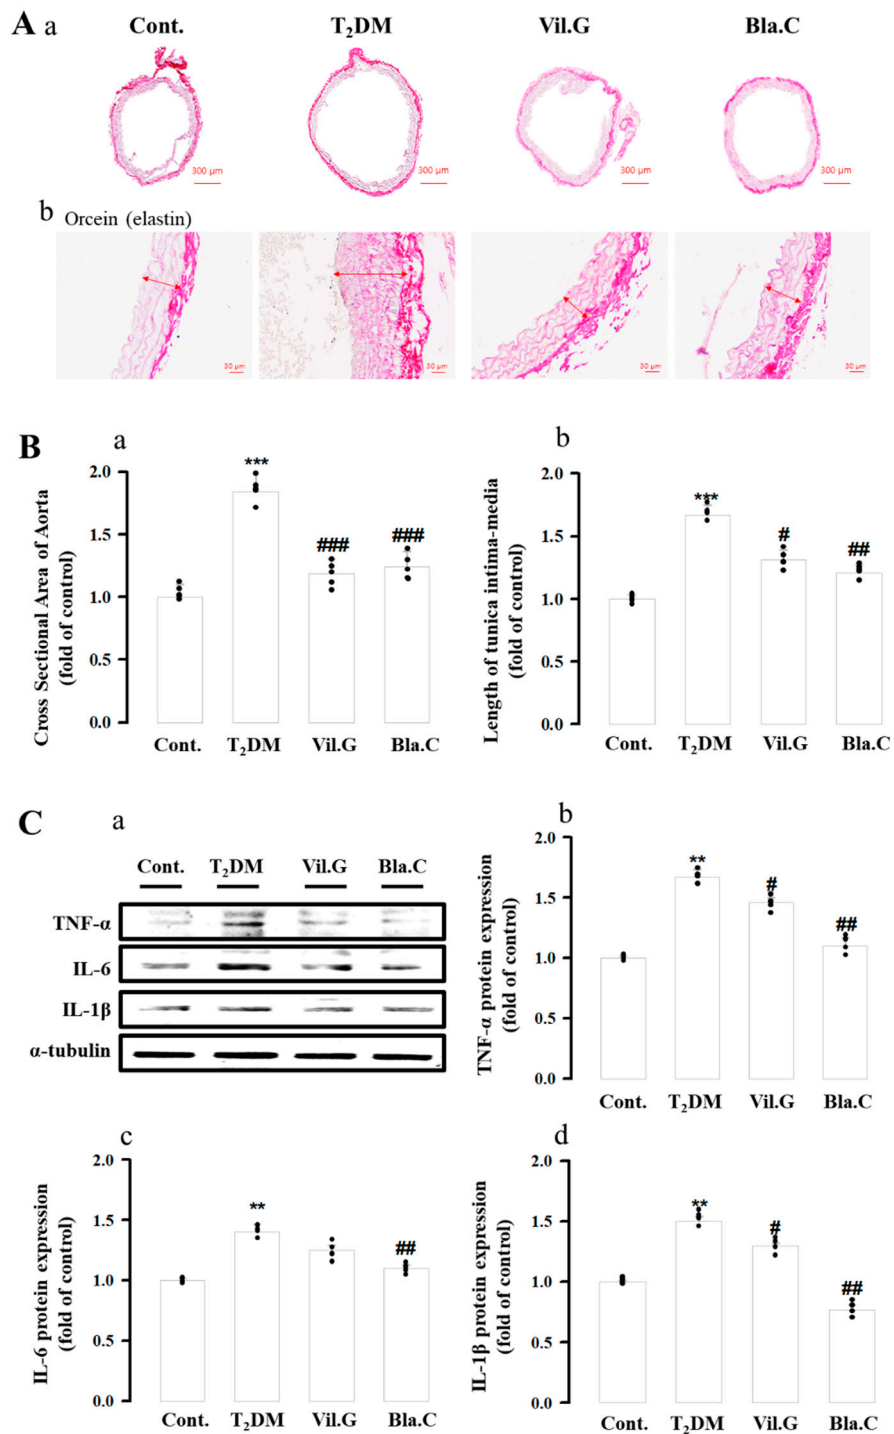 A a
Cont. T₂DM Vil.G Bla.C
300 μm 300 μm 300 μm 300 μm
b Orcein (elastin)
30 μm 30 μm 30 μm 30 μm
B
a
Cross Sectional Area of Aorta
(fold of control)
2.0
1.5
1.0
0.5
0.0
***
###
###
Cont. T₂DM Vil.G Bla.C
b
Length of tunica intima-media
(fold of control)
2.0
1.5
1.0
0.5
0.0
***
#
##
Cont. T₂DM Vil.G Bla.C
C
a
Cont. T₂DM Vil.G Bla.C
TNF-α
IL-6
IL-1β
α-tubulin
b
TNF-α protein expression
(fold of control)
2.0
1.5
1.0
0.5
0.0
**
#
##
Cont. T₂DM Vil.G Bla.C
c
IL-6 protein expression
(fold of control)
2.0
1.5
1.0
0.5
0.0
**
##
Cont. T₂DM Vil.G Bla.C
d
IL-1β protein expression
(fold of control)
2.0
1.5
1.0
0.5
0.0
**
#
##
Cont. T₂DM Vil.G Bla.C